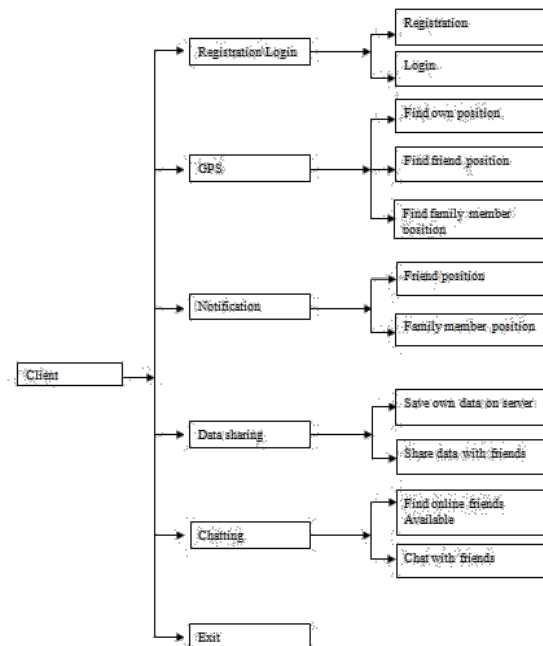 Registration
Registration Login
Login
Find own position
GPS
Find friend position
Find family member
position
Friend position
Notification
Family member position
Client
Save own data on server
Data sharing
Share data with friends
Find online friends
Available
Chatting
Chat with friends
Exit